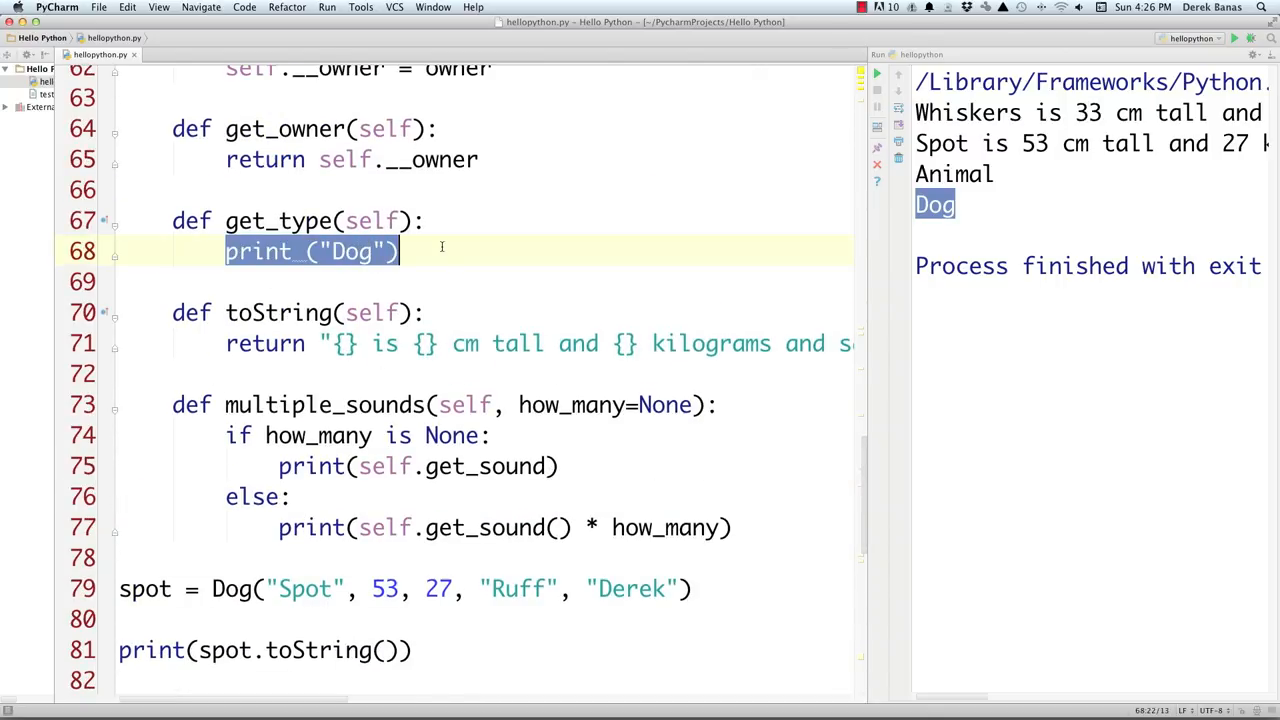 PyCharm File Edit View Navigate Code Refactor Run Tools VCS Window Help 10 8 Sun 4:26 PM Derek Banas
hellopython.py - Hello Python - [~/PycharmProjects/Hello Python]
Hello Python hellopython.py hellopython
hellopython.py Run hellopython
Hello P
hell
test
Externa
62 self.__owner = owner
63
64 def get_owner(self):
65 return self.__owner
66
67 def get_type(self):
68 print ("Dog")
69
70 def toString(self):
71 return "{} is {} cm tall and {} kilograms and s
72
73 def multiple_sounds(self, how_many=None):
74 if how_many is None:
75 print(self.get_sound)
76 else:
77 print(self.get_sound() * how_many)
78
79 spot = Dog("Spot", 53, 27, "Ruff", "Derek")
80
81 print(spot.toString())
82
/Library/Frameworks/Python.
Whiskers is 33 cm tall and
Spot is 53 cm tall and 27 k
Animal
Dog
Process finished with exit
68:22/13 LF UTF-8